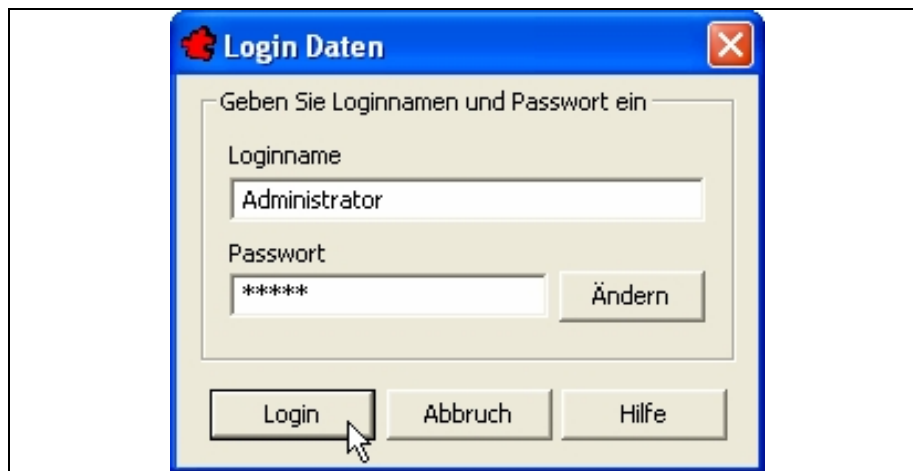 Login Daten
Geben Sie Loginnamen und Passwort ein
Loginname
Administrator
Passwort
*****
Ändern
Login Abbruch Hilfe